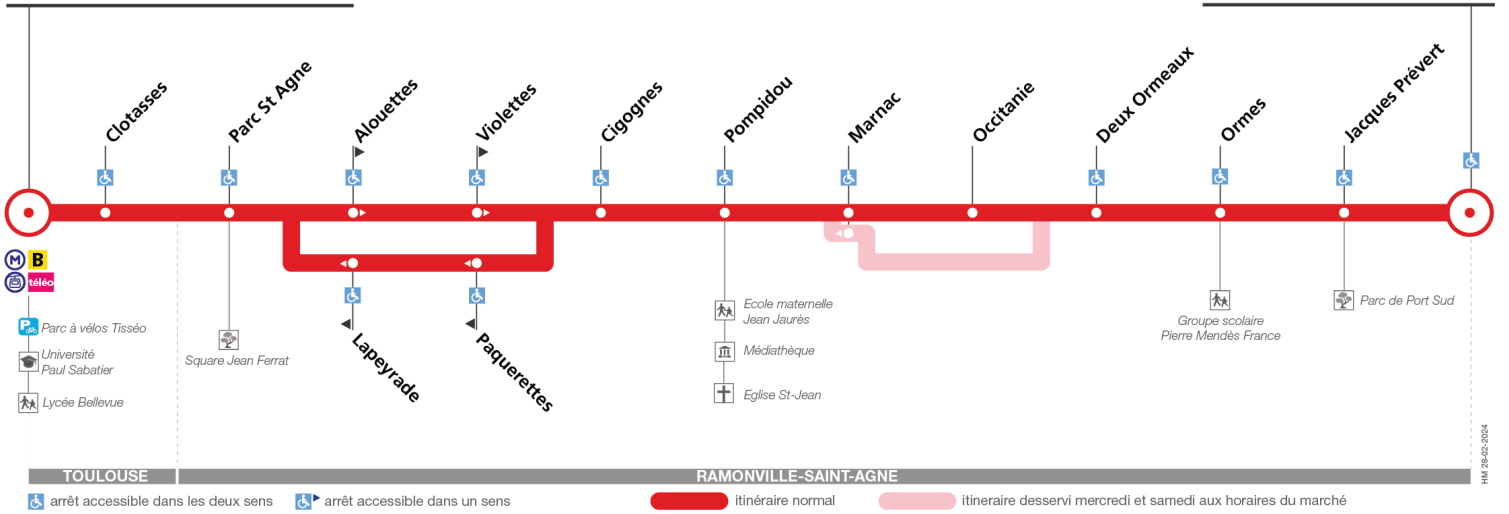 Clotasses
Parc St Agne
Alouettes
Violettes
Cigognes
Pompidou
Marnac
Occitanie
Deux Ormeaux
Ormes
Jacques Prévert
M B
téléo
P Parc à vélos Tisséo
Université
Paul Sabatier
Lycée Bellevue
Square Jean Ferrat
Lapeyrade
Paquerettes
Ecole maternelle
Jean Jaurès
Médiathèque
Eglise St-Jean
Groupe scolaire
Pierre Mendès France
Parc de Port Sud
HM 28-02-2024
TOULOUSE
RAMONVILLE-SAINT-AGNE
arrêt accessible dans les deux sens
arrêt accessible dans un sens
itinéraire normal
itineraire desservi mercredi et samedi aux horaires du marché